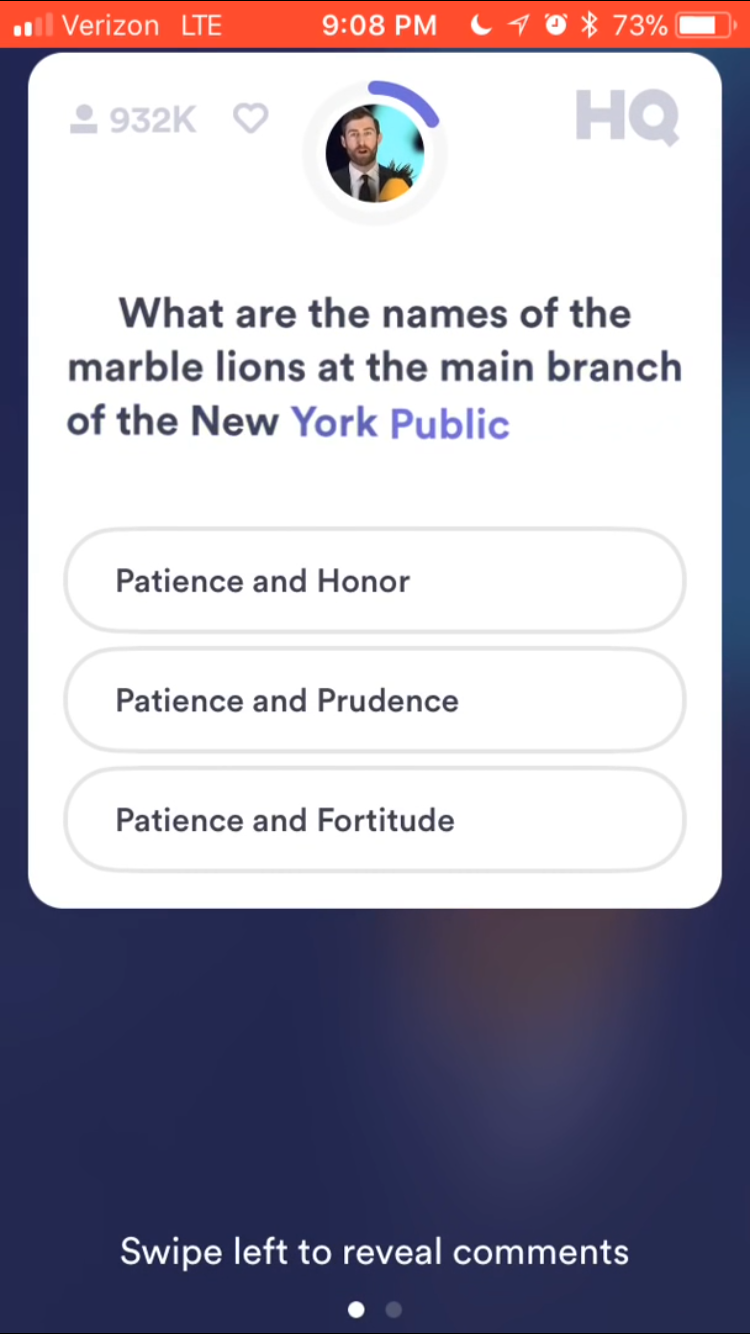 Verizon LTE 9:08 PM 73%
932K HQ
What are the names of the
marble lions at the main branch
of the New York Public
Patience and Honor
Patience and Prudence
Patience and Fortitude
Swipe left to reveal comments